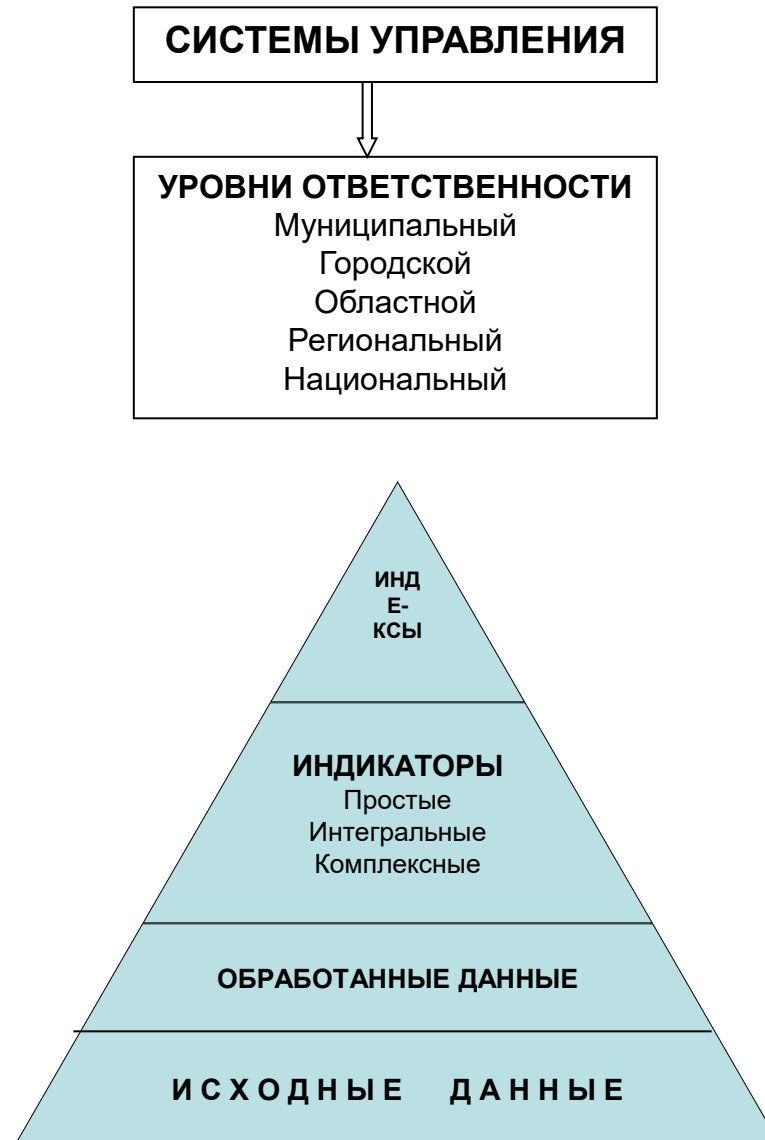 СИСТЕМЫ УПРАВЛЕНИЯ
УРОВНИ ОТВЕТСТВЕННОСТИ
Муниципальный
Городской
Областной
Региональный
Национальный
ИНД
Е-
КСЫ
ИНДИКАТОРЫ
Простые
Интегральные
Комплексные
ОБРАБОТАННЫЕ ДАННЫЕ
И С Х О Д Н Ы Е Д А Н Н Ы Е